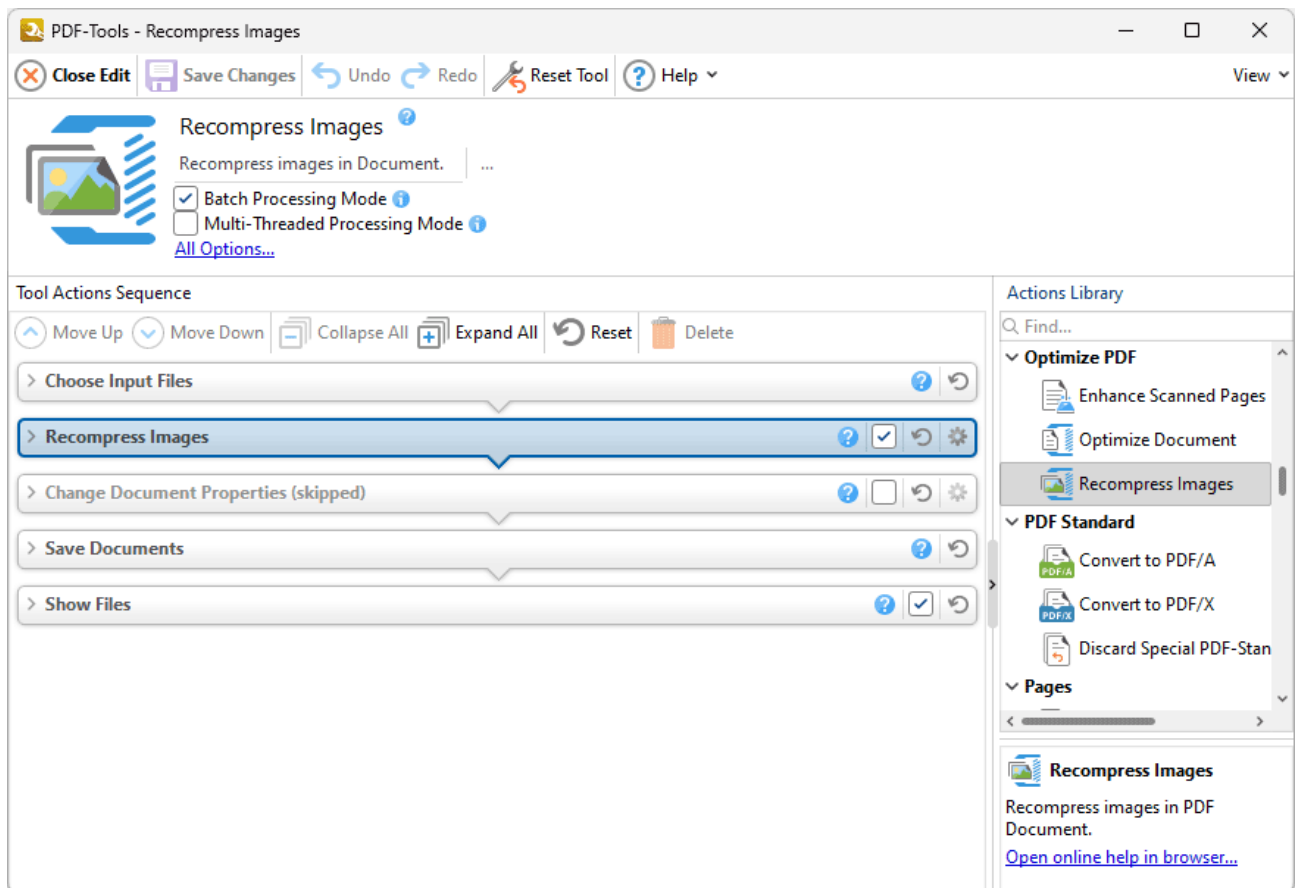 PDF-Tools - Recompress Images
Close Edit Save Changes Undo Redo Reset Tool Help View
Recompress Images
Recompress images in Document. ...
Batch Processing Mode
Multi-Threaded Processing Mode
All Options...
Tool Actions Sequence
Move Up Move Down Collapse All Expand All Reset Delete
Choose Input Files
Recompress Images
Change Document Properties (skipped)
Save Documents
Show Files
Actions Library
Find...
Optimize PDF
Enhance Scanned Pages
Optimize Document
Recompress Images
PDF Standard
PDF/A Convert to PDF/A
PDF/X Convert to PDF/X
Discard Special PDF-Stan
Pages
Recompress Images
Recompress images in PDF
Document.
Open online help in browser...